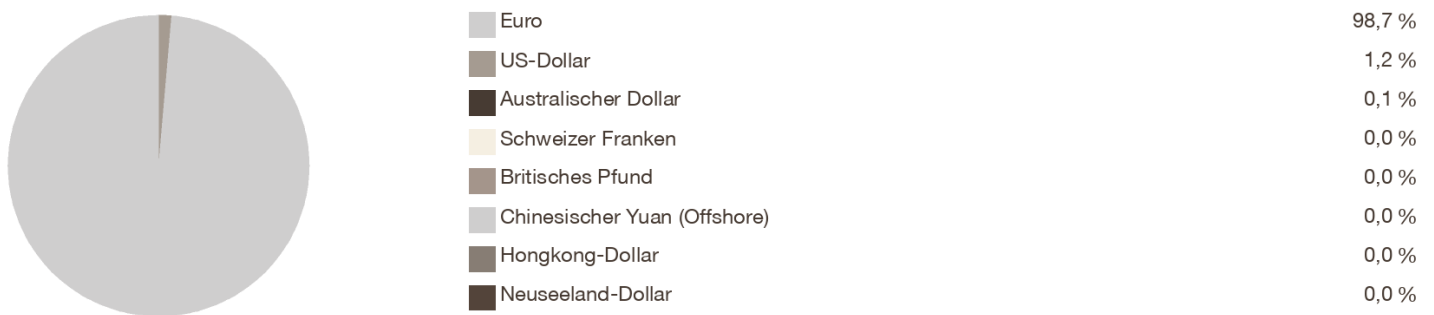 Euro 98,7 %
US-Dollar 1,2 %
Australischer Dollar 0,1 %
Schweizer Franken 0,0 %
Britisches Pfund 0,0 %
Chinesischer Yuan (Offshore) 0,0 %
Hongkong-Dollar 0,0 %
Neuseeland-Dollar 0,0 %